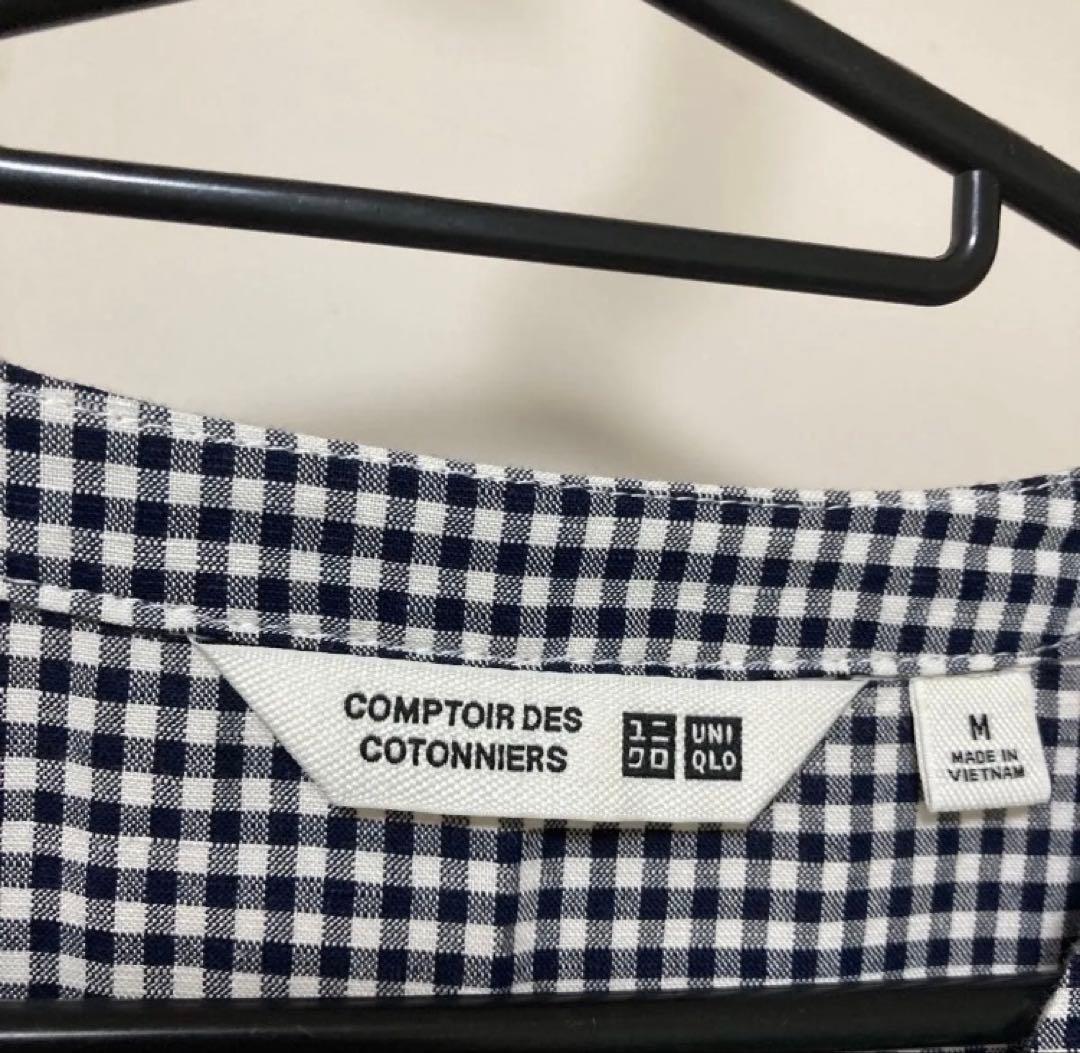 COMPTOIR DES
COTONNIERS
ユニ
クロ
UNI
QLO
M
MADE IN
VIETNAM